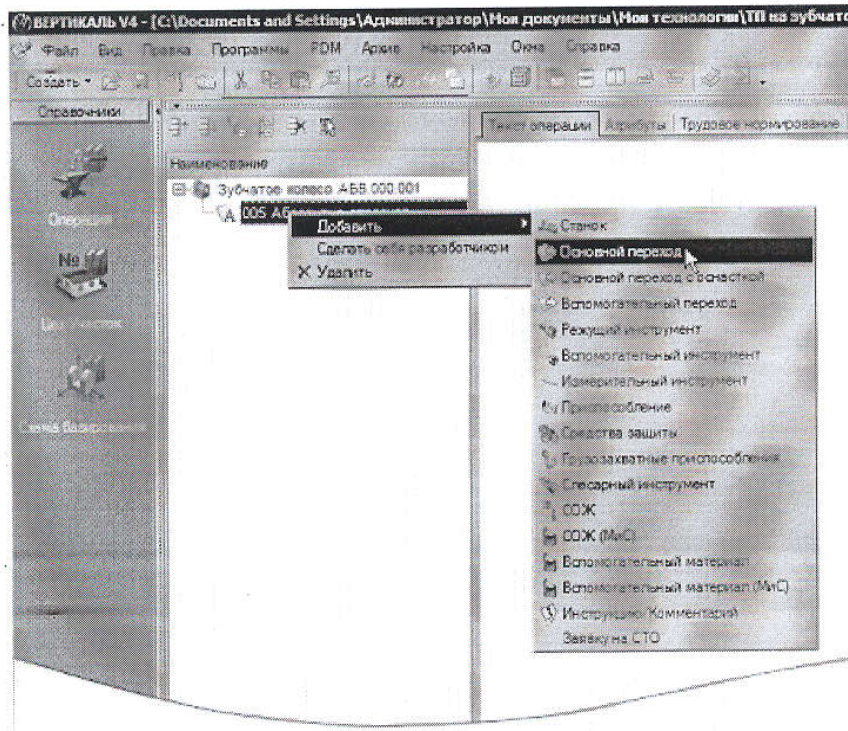 ВЕРТИКАЛЬ V4 - [C:\Documents and Settings\Администратор\Мои документы\Мои технологии\ТП на зубчато
Файл Вид Правка Программы PDM Архив Настройка Окна Справка
Создать
Справочники
Текст операции Атрибуты Трудовое нормирование
Наименование
Зубчатое колесо АБВ 000 001
Операции
A 005
Добавить
Станок
Сделать себя разработчиком
Основной переход
Удалить
Основной переход с оснасткой
№
Вспомогательный переход
Цех участок
Режущий инструмент
Вспомогательный инструмент
Измерительный инструмент
Приспособление
Схема базирования
Средства защиты
Грузозахватные приспособления
Слесарный инструмент
СОЖ
СОЖ (МиС)
Вспомогательный материал
Вспомогательный материал (МиС)
Инструкцию/Комментарий
Заявку на СТО